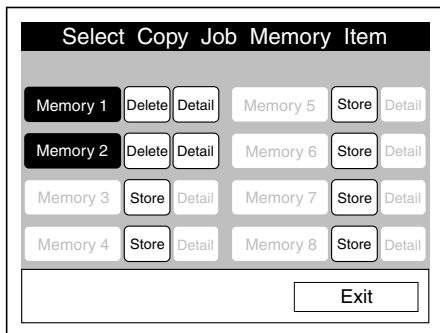 Select Copy Job Memory Item
Memory 1 Delete Detail Memory 5 Store Detail
Memory 2 Delete Detail Memory 6 Store Detail
Memory 3 Store Detail Memory 7 Store Detail
Memory 4 Store Detail Memory 8 Store Detail
Exit